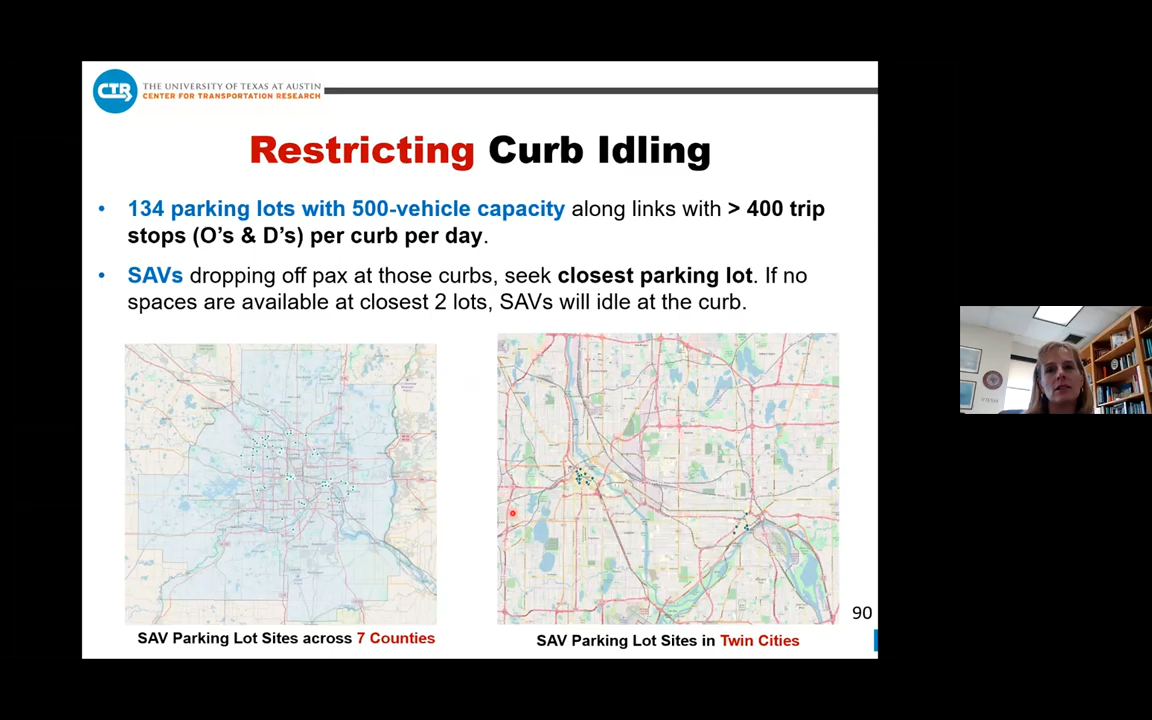 CTR
THE UNIVERSITY OF TEXAS AT AUSTIN
CENTER FOR TRANSPORTATION RESEARCH
Restricting Curb Idling
• 134 parking lots with 500-vehicle capacity along links with > 400 trip
stops (O's & D's) per curb per day.
• SAVs dropping off pax at those curbs, seek closest parking lot. If no
spaces are available at closest 2 lots, SAVs will idle at the curb.
SAV Parking Lot Sites across 7 Counties
SAV Parking Lot Sites in Twin Cities
90